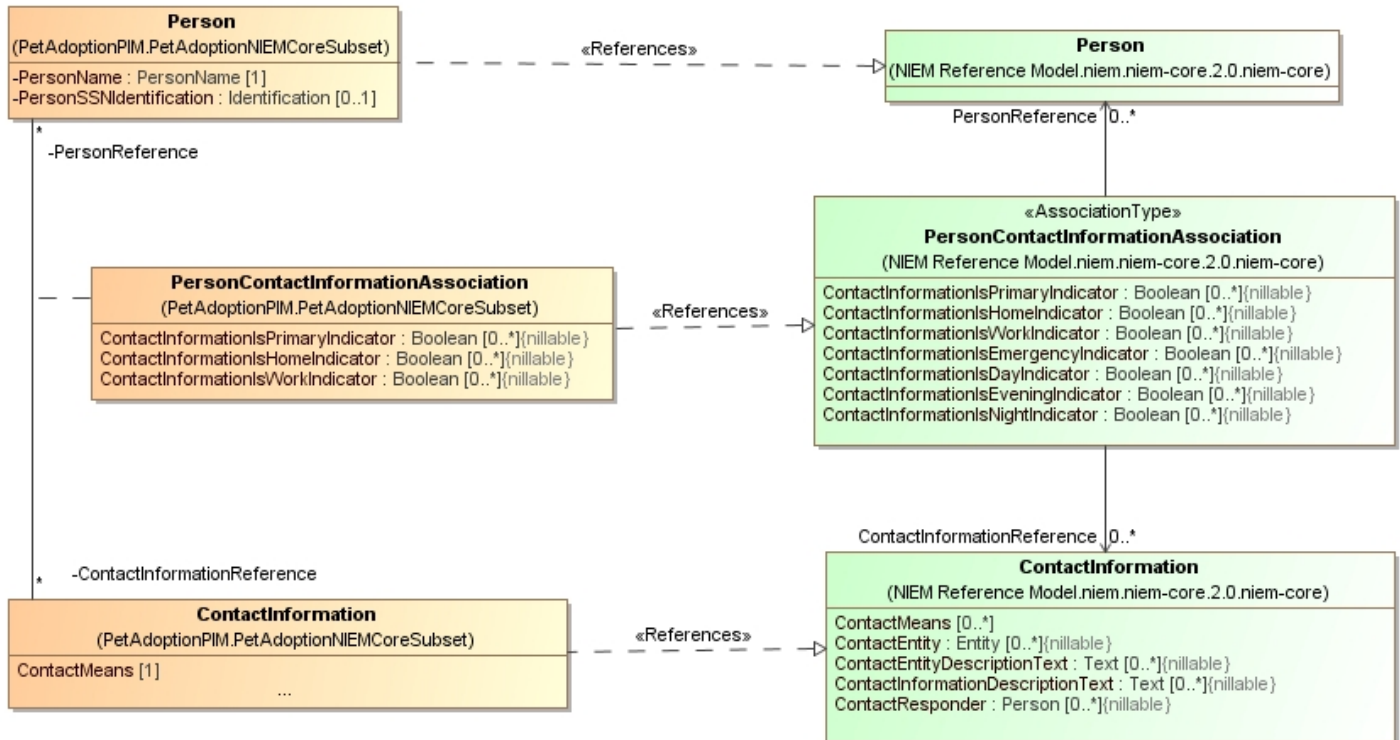 Person
(PetAdoptionPIM.PetAdoptionNIEMCoreSubset)
-PersonName : PersonName [1]
-PersonSSNIdentification : Identification [0..1]
«References»
Person
(NIEM Reference Model.niem.niem-core.2.0.niem-core)
*
-PersonReference
PersonReference 0..*
PersonContactInformationAssociation
(PetAdoptionPIM.PetAdoptionNIEMCoreSubset)
ContactInformationIsPrimaryIndicator : Boolean [0..*]{nillable}
ContactInformationIsHomeIndicator : Boolean [0..*]{nillable}
ContactInformationIsWorkIndicator : Boolean [0..*]{nillable}
«References»
«AssociationType»
PersonContactInformationAssociation
(NIEM Reference Model.niem.niem-core.2.0.niem-core)
ContactInformationIsPrimaryIndicator : Boolean [0..*]{nillable}
ContactInformationIsHomeIndicator : Boolean [0..*]{nillable}
ContactInformationIsWorkIndicator : Boolean [0..*]{nillable}
ContactInformationIsEmergencyIndicator : Boolean [0..*]{nillable}
ContactInformationIsDayIndicator : Boolean [0..*]{nillable}
ContactInformationIsEveningIndicator : Boolean [0..*]{nillable}
ContactInformationIsNightIndicator : Boolean [0..*]{nillable}
*
-ContactInformationReference
ContactInformationReference 0..*
ContactInformation
(PetAdoptionPIM.PetAdoptionNIEMCoreSubset)
ContactMeans [1]
...
«References»
ContactInformation
(NIEM Reference Model.niem.niem-core.2.0.niem-core)
ContactMeans [0..*]
ContactEntity : Entity [0..*]{nillable}
ContactEntityDescriptionText : Text [0..*]{nillable}
ContactInformationDescriptionText : Text [0..*]{nillable}
ContactResponder : Person [0..*]{nillable}